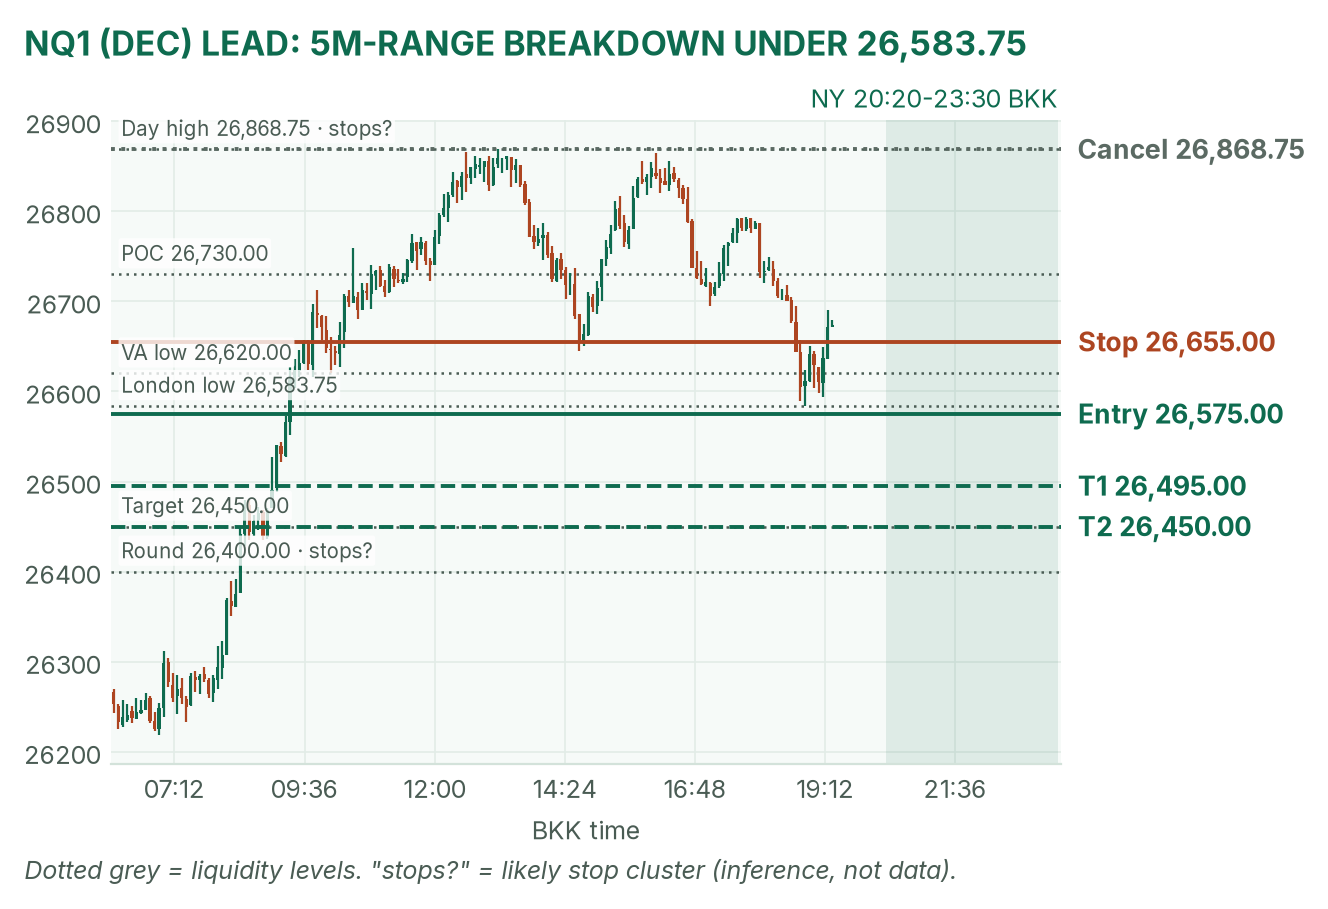 NQ1 (DEC) LEAD: 5M-RANGE BREAKDOWN UNDER 26,583.75
NY 20:20-23:30 BKK
26900
Day high 26,868.75 · stops?
Cancel 26,868.75
26800
POC 26,730.00
26700
Stop 26,655.00
VA low 26,620.00
London low 26,583.75
26600
Entry 26,575.00
26500
T1 26,495.00
Target 26,450.00
T2 26,450.00
Round 26,400.00 · stops?
26400
26300
26200
07:12 09:36 12:00 14:24 16:48 19:12 21:36
BKK time
Dotted grey = liquidity levels. "stops?" = likely stop cluster (inference, not data).